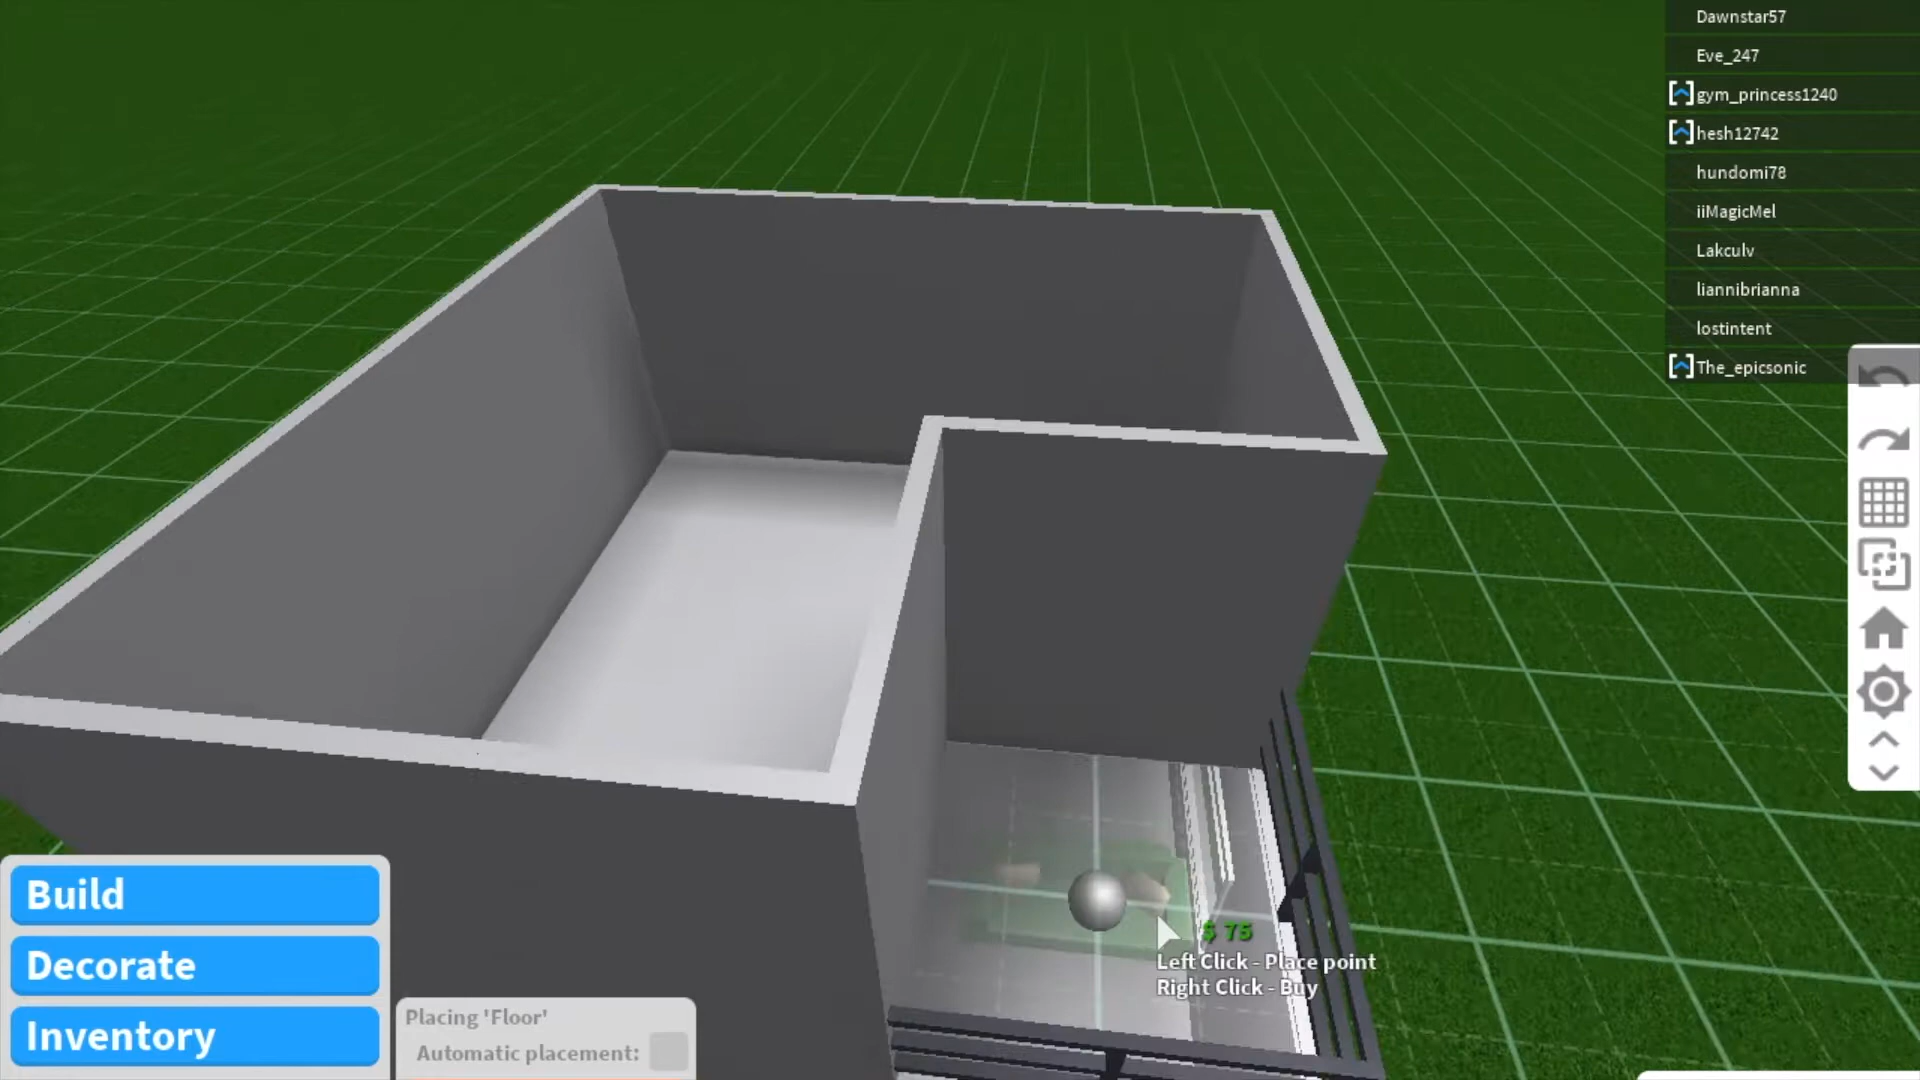 Dawnstar57
Eve_247
gym_princess1240
hesh12742
hundomi78
iiMagicMel
Lakculv
liannibrianna
lostintent
The_epicsonic
$ 75
Left Click - Place point
Right Click - Buy
Build
Decorate
Inventory
Placing 'Floor'
Automatic placement: